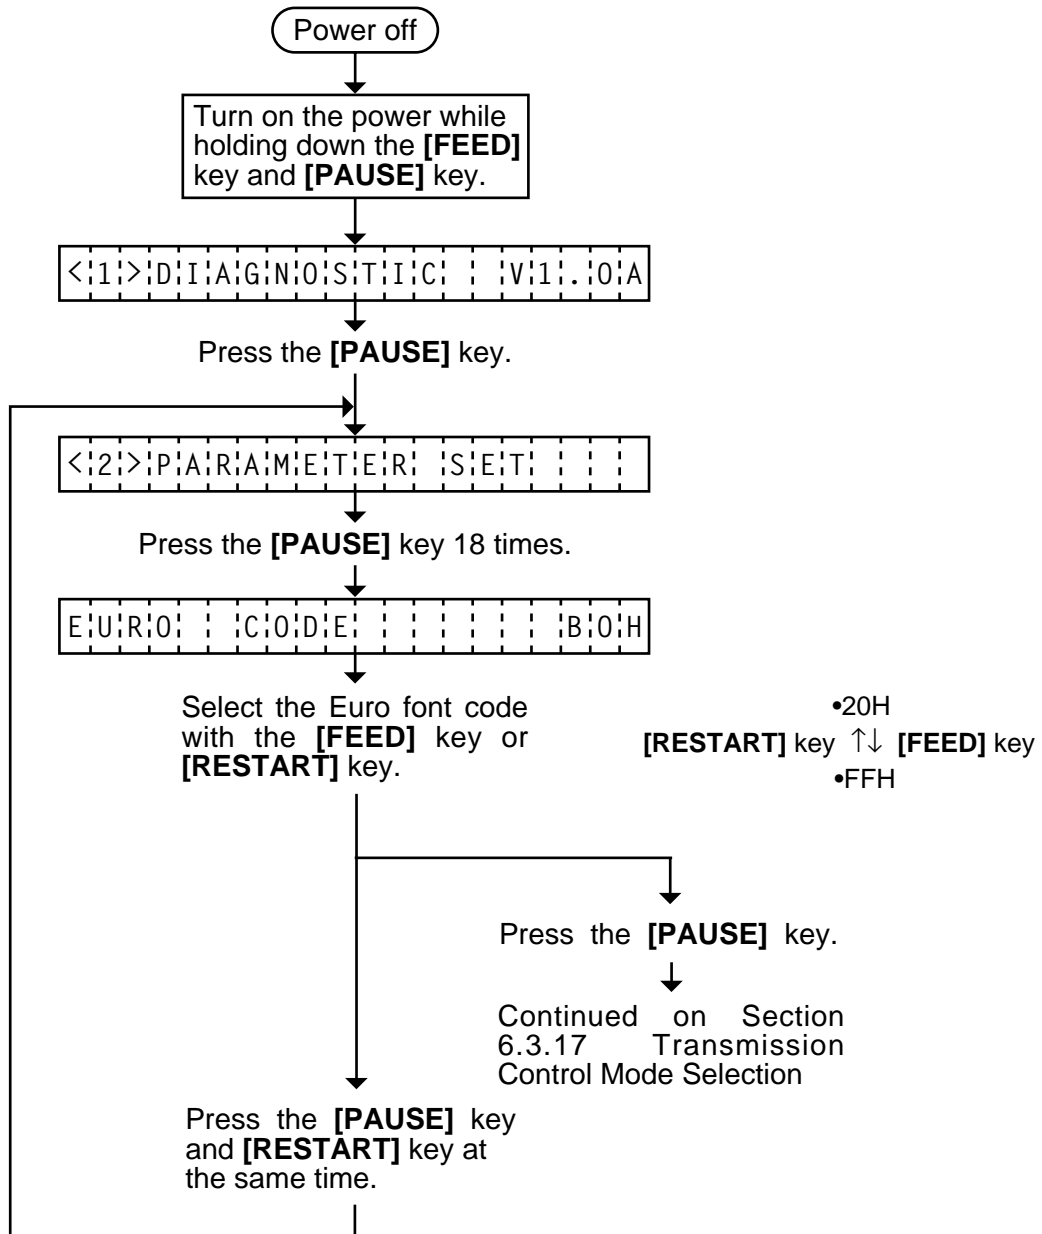 Power off
Turn on the power while
holding down the [FEED]
key and [PAUSE] key.
<1>DIAGNOSTIC  V1.0A
Press the [PAUSE] key.
<2>PARAMETER SET
Press the [PAUSE] key 18 times.
EURO  CODE       B0H
Select the Euro font code
with the [FEED] key or
[RESTART] key.
•20H
[RESTART] key ↑↓ [FEED] key
•FFH
Press the [PAUSE] key.
Continued on Section
6.3.17 Transmission
Control Mode Selection
Press the [PAUSE] key
and [RESTART] key at
the same time.